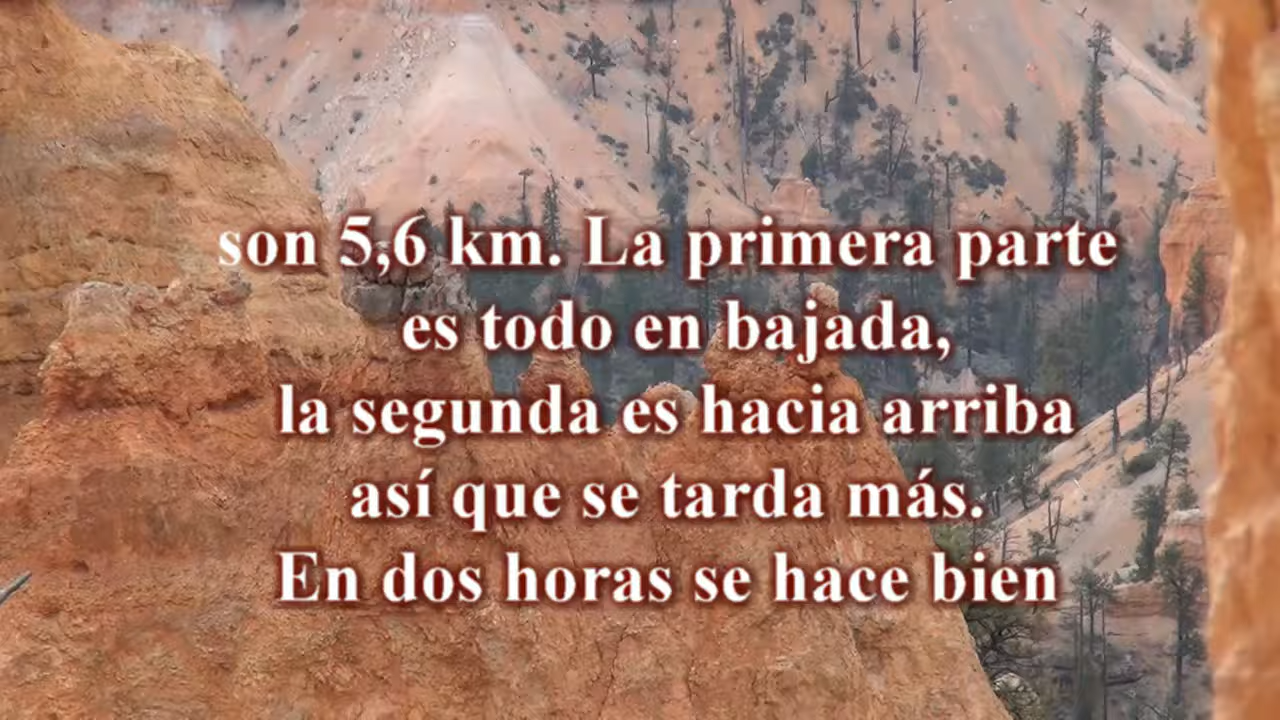 son 5,6 km. La primera parte
es todo en bajada,
la segunda es hacia arriba
así que se tarda más.
En dos horas se hace bien